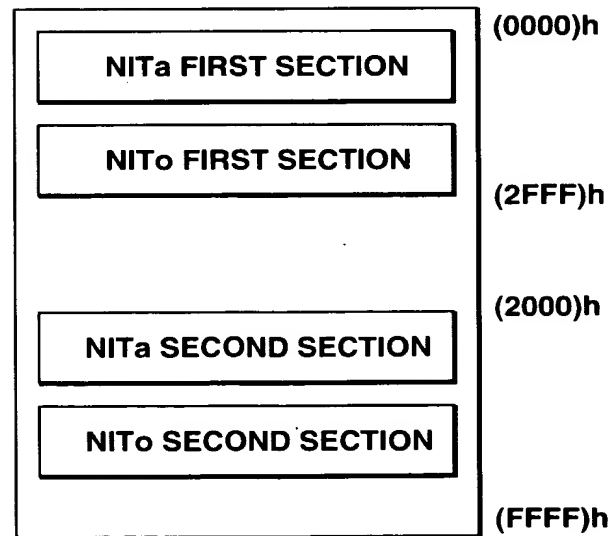 (0000)h
NITa FIRST SECTION
NITo FIRST SECTION
(2FFF)h
(2000)h
NITa SECOND SECTION
NITo SECOND SECTION
(FFFF)h